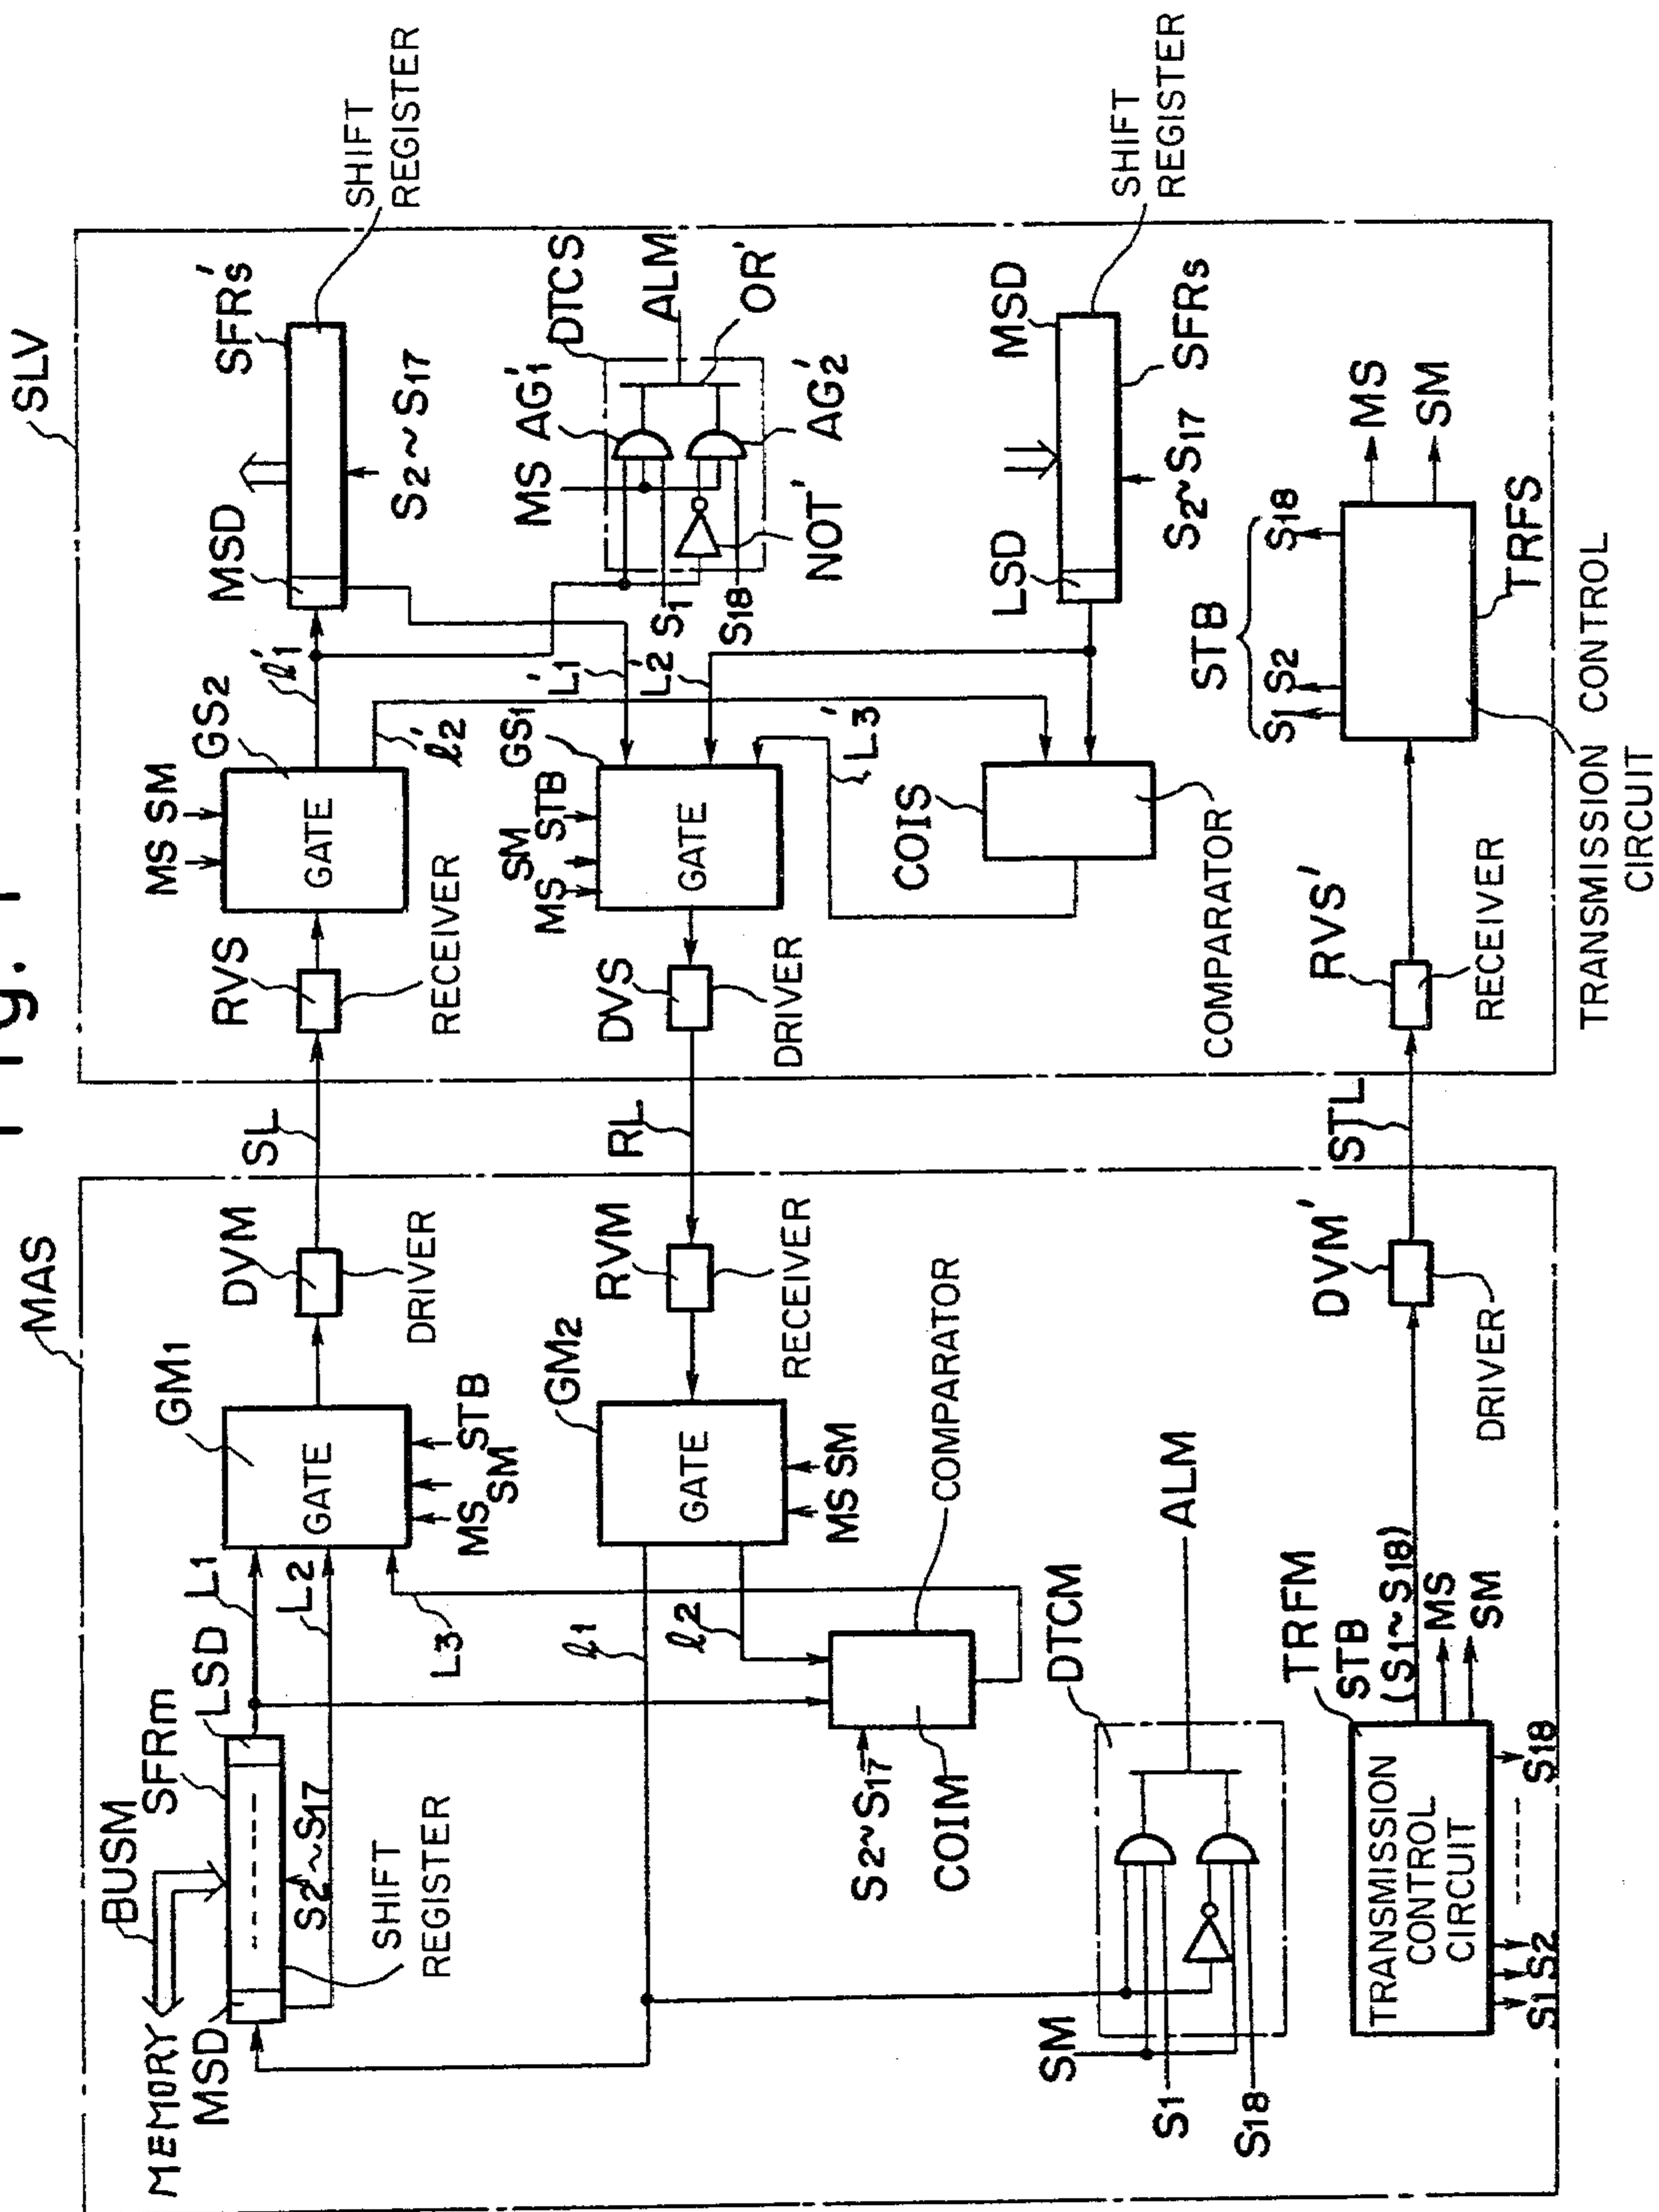 Fig. 1
SLV
SFRs'
SHIFT
REGISTER
MSD
S2~S17
l1'
GS2
MS SM
GATE
l2'
RVS
RECEIVER
DTCS
ALM
OR'
AG1'
AG2'
MS
NOT'
S1
S18
L1'
L2'
L3'
GS1
MS
SM
STB
GATE
DVS
DRIVER
MSD
SFRs
SHIFT
REGISTER
LSD
S2~S17
COIS
COMPARATOR
MS
SM
STB
S1 S2 S18
TRFS
TRANSMISSION CONTROL
CIRCUIT
RVS'
RECEIVER
SL
RL
STL
MAS
DVM
DRIVER
GM1
GATE
MS
SM
STB
L1
L2
L3
LSD
SFRm
BUSM
MEMORY
MSD
S2~S17
SHIFT
REGISTER
RVM
RECEIVER
GM2
GATE
MS SM
l1
l2
COMPARATOR
S2~S17
COIM
DTCM
ALM
SM
S1
S18
DVM'
DRIVER
TRFM
STB
(S1~S18)
MS
SM
TRANSMISSION
CONTROL
CIRCUIT
S1 S2 S18